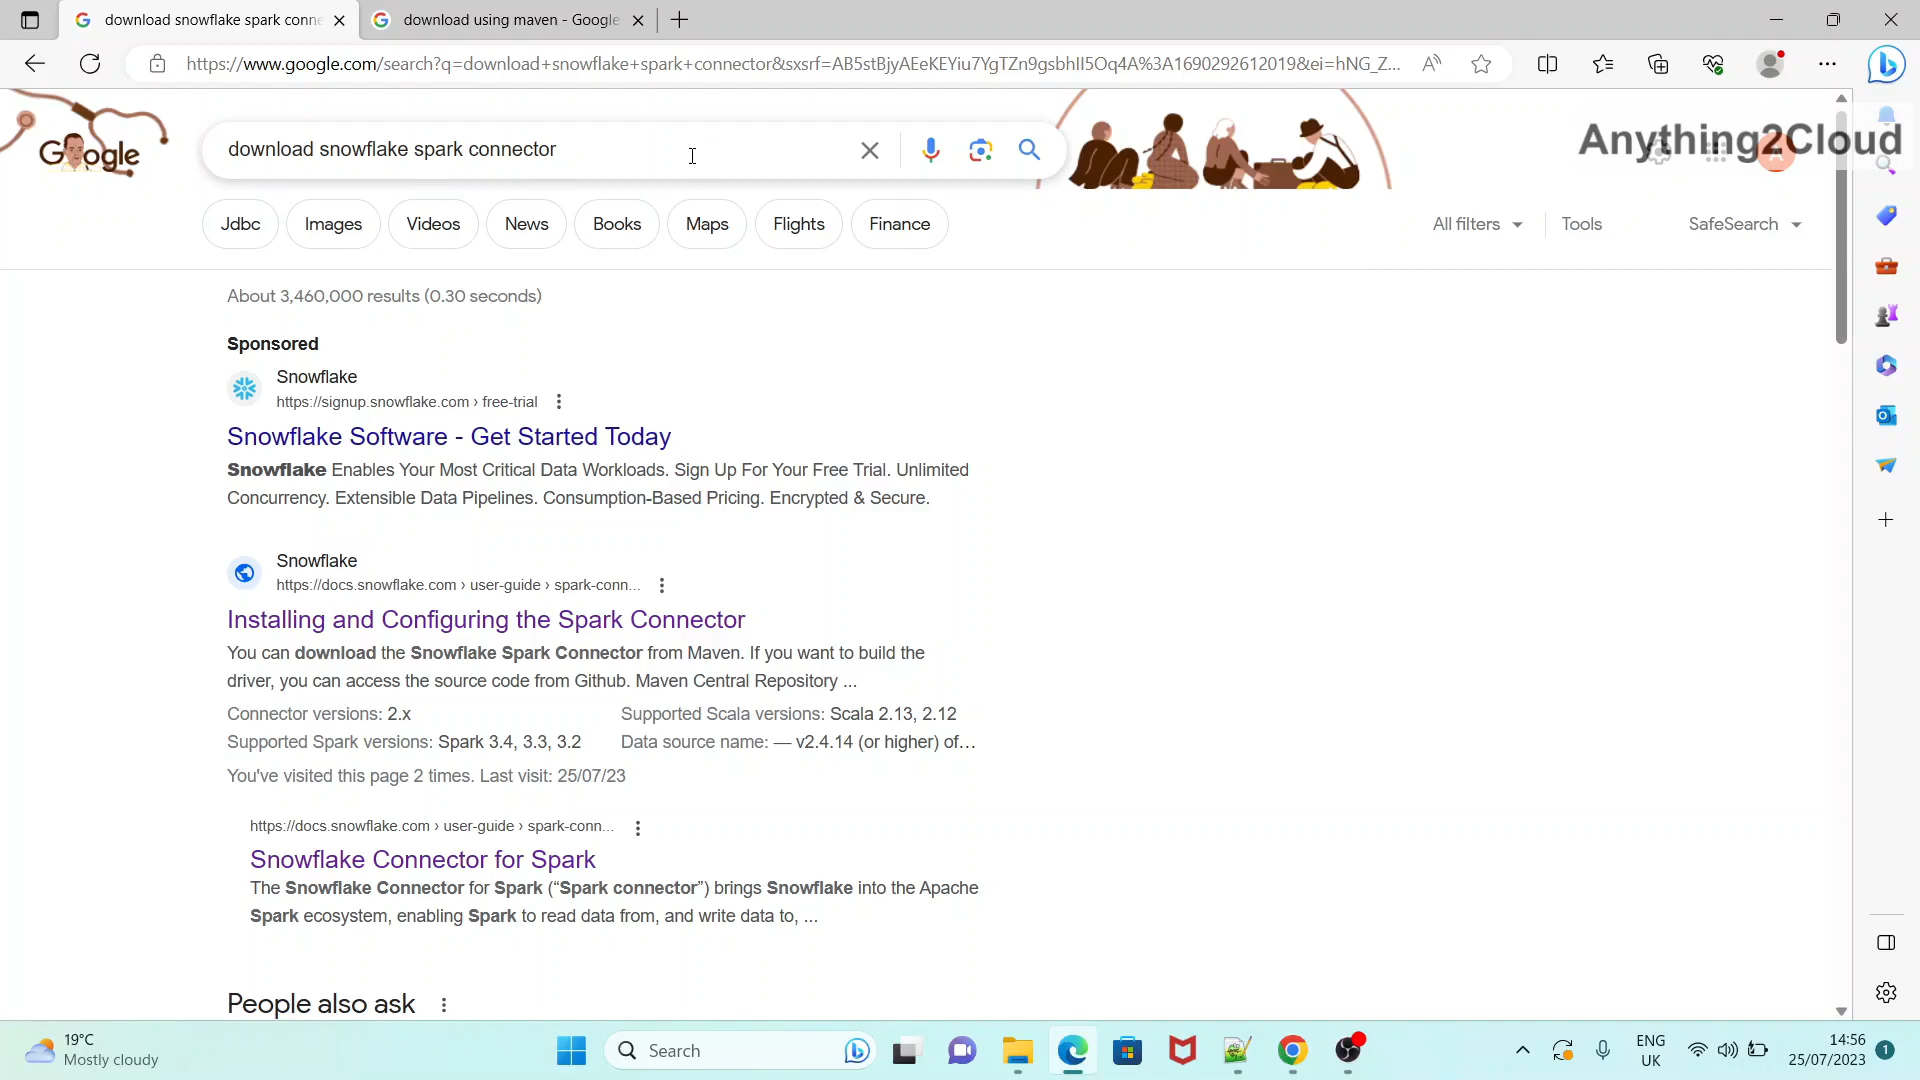 download snowflake spark conne
download using maven - Google
https://www.google.com/search?q=download+snowflake+spark+connector&sxsrf=AB5stBjyAEeKEYiu7YgTZn9gsbhII5Oq4A%3A1690292612019&ei=hNG_Z...
Google
download snowflake spark connector
Anything2Cloud
Jdbc
Images
Videos
News
Books
Maps
Flights
Finance
All filters
Tools
SafeSearch
About 3,460,000 results (0.30 seconds)
Sponsored
Snowflake
https://signup.snowflake.com › free-trial
Snowflake Software - Get Started Today
Snowflake Enables Your Most Critical Data Workloads. Sign Up For Your Free Trial. Unlimited
Concurrency. Extensible Data Pipelines. Consumption-Based Pricing. Encrypted & Secure.
Snowflake
https://docs.snowflake.com › user-guide › spark-conn...
Installing and Configuring the Spark Connector
You can download the Snowflake Spark Connector from Maven. If you want to build the
driver, you can access the source code from Github. Maven Central Repository ...
Connector versions: 2.x
Supported Scala versions: Scala 2.13, 2.12
Supported Spark versions: Spark 3.4, 3.3, 3.2
Data source name: — v2.4.14 (or higher) of...
You've visited this page 2 times. Last visit: 25/07/23
https://docs.snowflake.com › user-guide › spark-conn...
Snowflake Connector for Spark
The Snowflake Connector for Spark (“Spark connector”) brings Snowflake into the Apache
Spark ecosystem, enabling Spark to read data from, and write data to, ...
People also ask
19°C
Mostly cloudy
Search
ENG
UK
14:56
25/07/2023
1